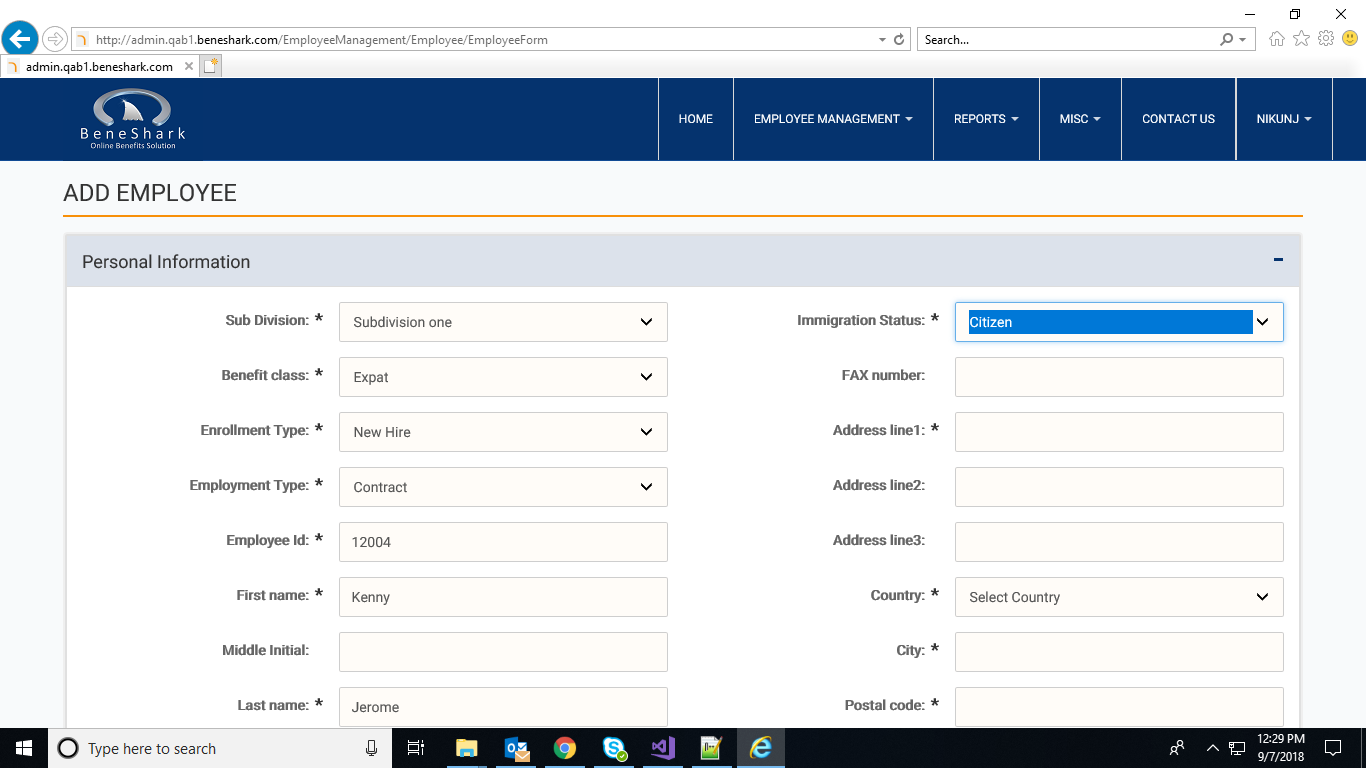 http://admin.qab1.beneshark.com/EmployeeManagement/Employee/EmployeeForm
Search...
admin.qab1.beneshark.com
BeneShark
Online Benefits Solution
HOME
EMPLOYEE MANAGEMENT
REPORTS
MISC
CONTACT US
NIKUNJ
ADD EMPLOYEE
Personal Information
Sub Division: * Subdivision one
Immigration Status: * Citizen
Benefit class: * Expat
FAX number:
Enrollment Type: * New Hire
Address line1: *
Employment Type: * Contract
Address line2:
Employee Id: * 12004
Address line3:
First name: * Kenny
Country: * Select Country
Middle Initial:
City: *
Last name: * Jerome
Postal code: *
Type here to search
12:29 PM
9/7/2018